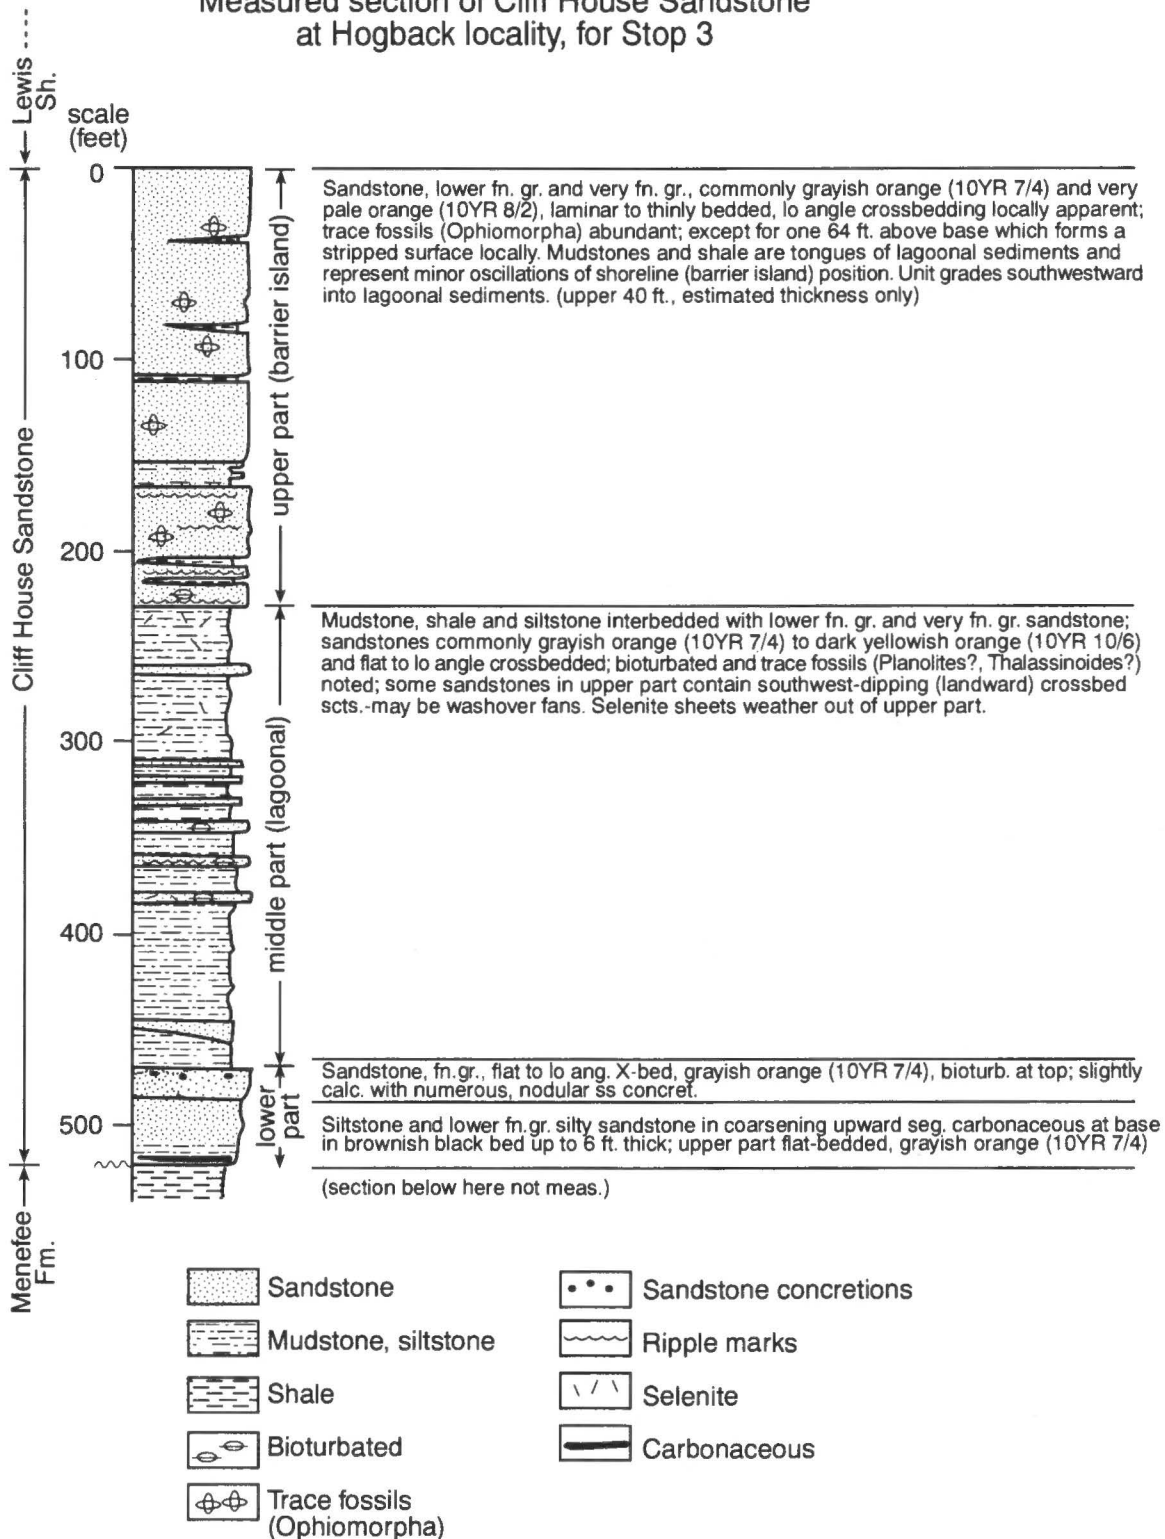 Measured section of Cliff House Sandstone
at Hogback locality, for Stop 3
Lewis
Sh.
scale
(feet)
0
100
200
300
400
500
Cliff House Sandstone
Menefee
Fm.
upper part (barrier island)
middle part (lagoonal)
lower
part
Sandstone, lower fn. gr. and very fn. gr., commonly grayish orange (10YR 7/4) and very
pale orange (10YR 8/2), laminar to thinly bedded, lo angle crossbedding locally apparent;
trace fossils (Ophiomorpha) abundant; except for one 64 ft. above base which forms a
stripped surface locally. Mudstones and shale are tongues of lagoonal sediments and
represent minor oscillations of shoreline (barrier island) position. Unit grades southwestward
into lagoonal sediments. (upper 40 ft., estimated thickness only)
Mudstone, shale and siltstone interbedded with lower fn. gr. and very fn. gr. sandstone;
sandstones commonly grayish orange (10YR 7/4) to dark yellowish orange (10YR 10/6)
and flat to lo angle crossbedded; bioturbated and trace fossils (Planolites?, Thalassinoides?)
noted; some sandstones in upper part contain southwest-dipping (landward) crossbed
scts.-may be washover fans. Selenite sheets weather out of upper part.
Sandstone, fn.gr., flat to lo ang. X-bed, grayish orange (10YR 7/4), bioturb. at top; slightly
calc. with numerous, nodular ss concret.
Siltstone and lower fn.gr. silty sandstone in coarsening upward seg. carbonaceous at base
in brownish black bed up to 6 ft. thick; upper part flat-bedded, grayish orange (10YR 7/4)
(section below here not meas.)
Sandstone
Mudstone, siltstone
Shale
Bioturbated
Trace fossils
(Ophiomorpha)
Sandstone concretions
Ripple marks
Selenite
Carbonaceous